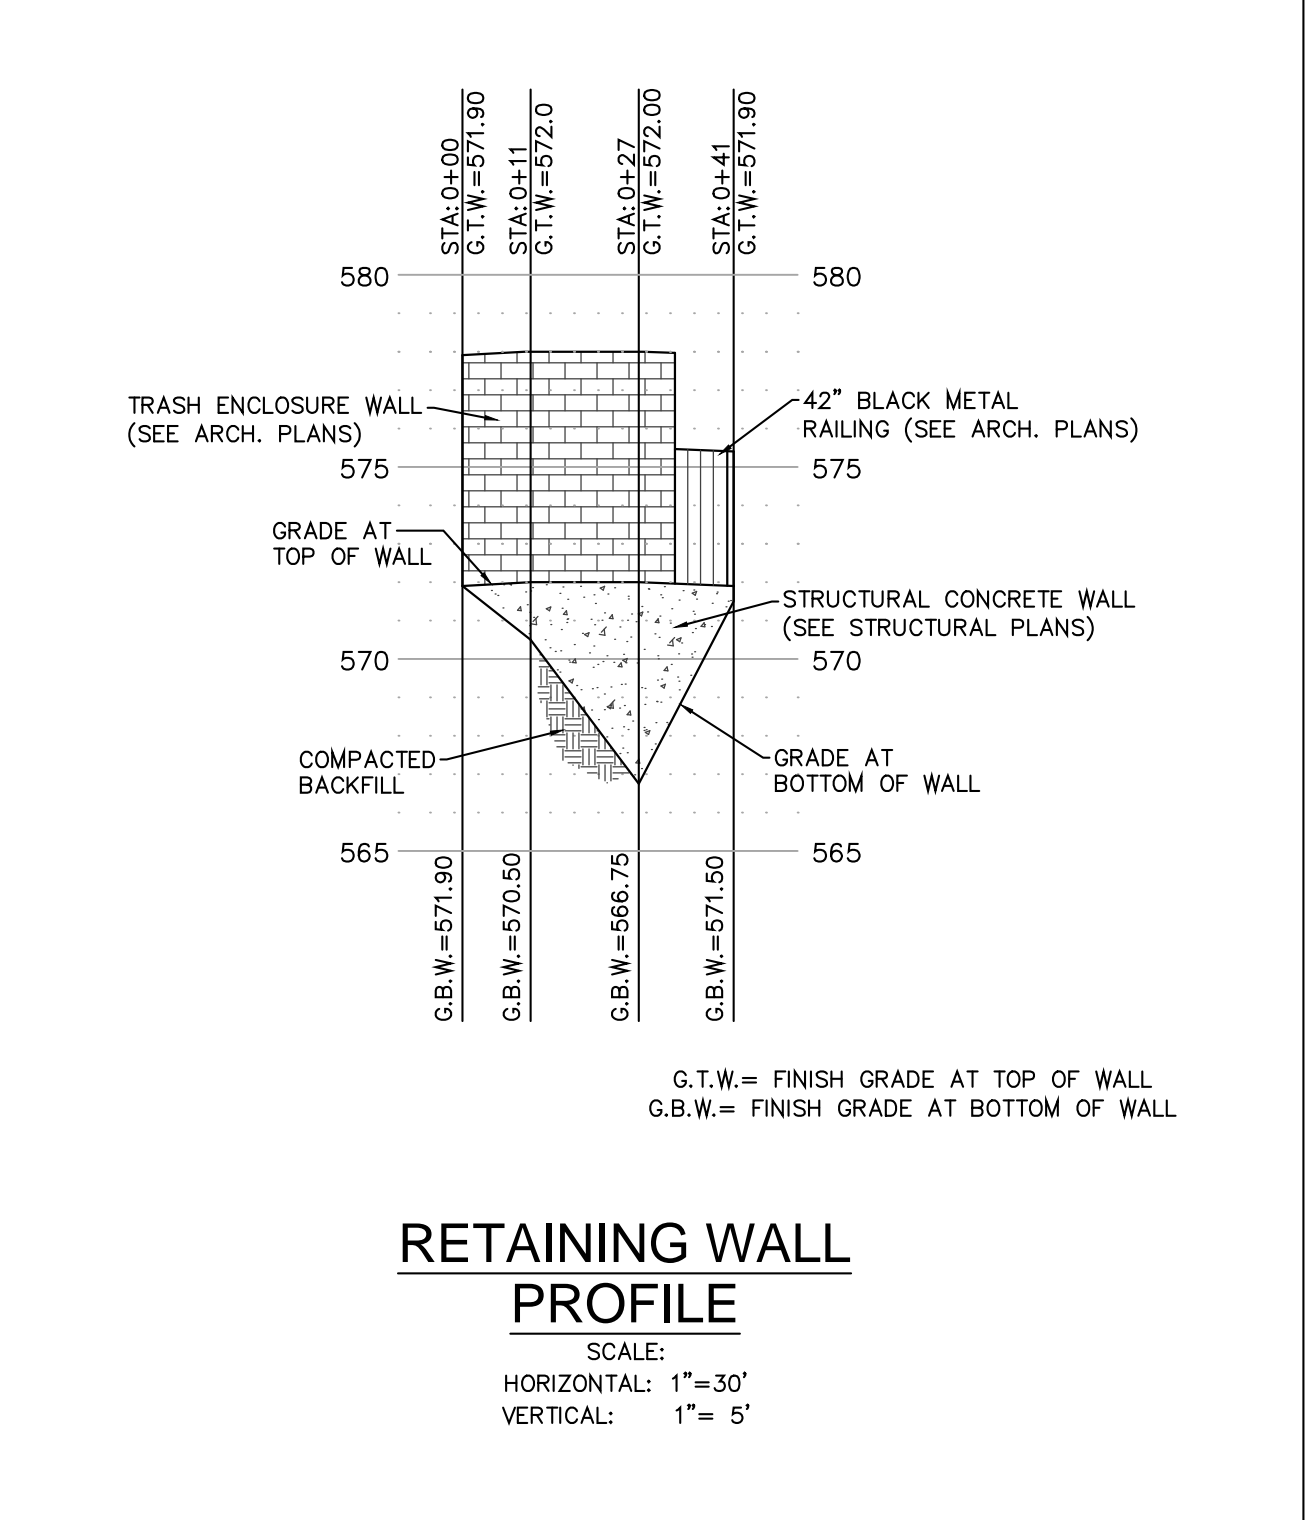 STA: 0+00
G.T.W.=571.90
STA: 0+11
G.T.W.=572.0
STA: 0+27
G.T.W.=572.00
STA: 0+41
G.T.W.=571.90
580
580
TRASH ENCLOSURE WALL
(SEE ARCH. PLANS)
42" BLACK METAL
RAILING (SEE ARCH. PLANS)
575
575
GRADE AT
TOP OF WALL
STRUCTURAL CONCRETE WALL
(SEE STRUCTURAL PLANS)
570
570
COMPACTED
BACKFILL
GRADE AT
BOTTOM OF WALL
565
565
G.B.W.=571.90
G.B.W.=570.50
G.B.W.=566.75
G.B.W.=571.50
G.T.W.= FINISH GRADE AT TOP OF WALL
G.B.W.= FINISH GRADE AT BOTTOM OF WALL
RETAINING WALL
PROFILE
SCALE:
HORIZONTAL: 1"=30'
VERTICAL: 1"= 5'